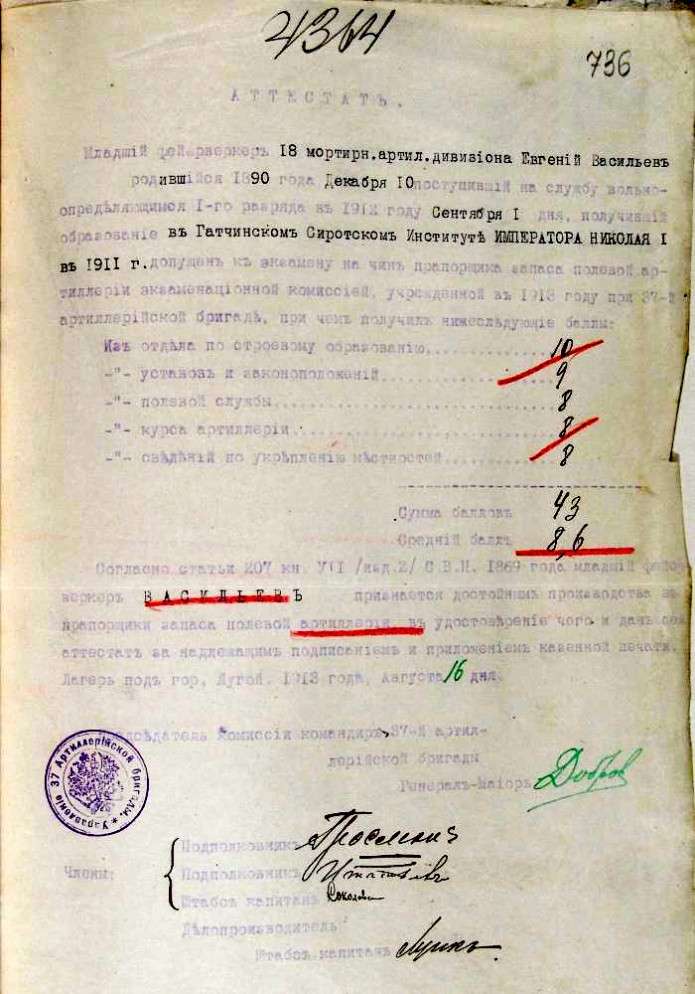 4364
736
АТТЕСТАТЪ.
Младшій фейерверкеръ 18 мортирн.артил.дивизіона Евгеній Васильевъ
родившійся 1890 года Декабря 10 поступившій на службу вольно-
опредѣляющимся I-го разряда въ 1912 году Сентября I дня, получившій
образованіе въ Гатчинскомъ Сиротскомъ Институтѣ ИМПЕРАТОРА НИКОЛАЯ I
въ 1911 г. допущенъ къ экзамену на чинъ прапорщика запаса полевой ар-
тиллеріи экзаменаціонной комиссіей, учрежденной въ 1913 году при 37-й
артиллерійской бригадѣ, при чемъ получилъ нижеслѣдующіе баллы:
Изъ отдѣла по строевому образованію.......... 10
-"- уставовъ и законоположеній.......... 9
-"- полевой службы.......... 8
-"- курса артиллеріи.......... 8
-"- свѣдѣній по укрѣпленію мѣстностей.......... 8
Сумма балловъ 43
Средній баллъ 8,6
Согласно статьи 207 кн. УІІ /изд.2/ С.В.П. 1869 года младшій фейер-
веркеръ ВАСИЛЬЕВЪ признается достойнымъ производства въ
прапорщики запаса полевой артиллеріи, въ удостовѣреніе чего и данъ сей
аттестатъ за надлежащимъ подписаніемъ и приложеніемъ казенной печати.
Лагерь подъ гор. Лугой. 1913 года, Августа 16 дня.
Предсѣдатель Комиссіи командиръ 37-й артил-
лерійской бригады
Генералъ-Маіоръ Добров
Управленіе 37 Артиллерійской бригады.
Подполковникъ
Члены: Подполковникъ
Штабсъ капитанъ
Дѣлопроизводитель
Штабсъ капитанъ